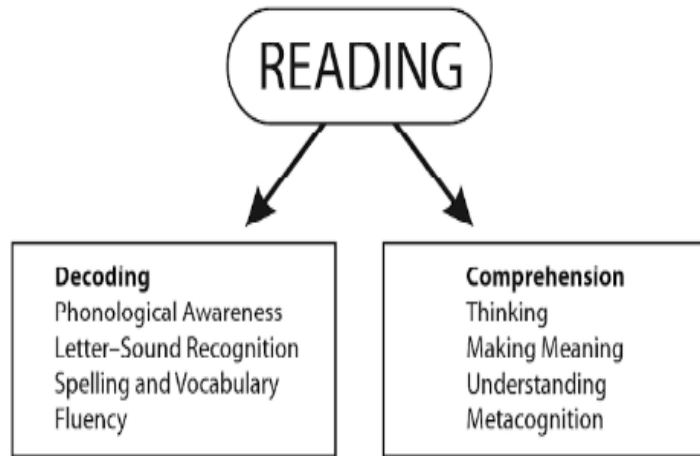 READING
Decoding
Phonological Awareness
Letter–Sound Recognition
Spelling and Vocabulary
Fluency
Comprehension
Thinking
Making Meaning
Understanding
Metacognition